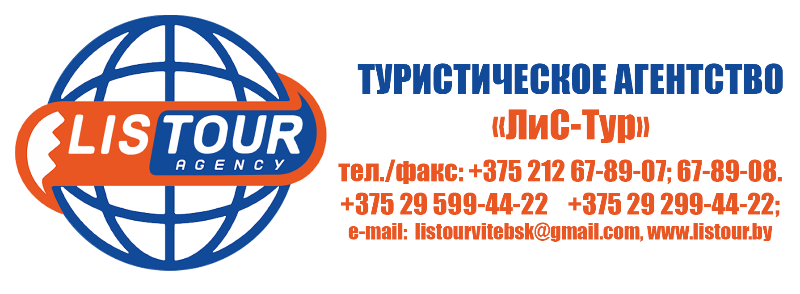 LISTOUR
AGENCY
ТУРИСТИЧЕСКОЕ АГЕНТСТВО
«ЛиС-Тур»
тел./факс: +375 212 67-89-07; 67-89-08.
+375 29 599-44-22 +375 29 299-44-22;
e-mail: listourvitebsk@gmail.com, www.listour.by